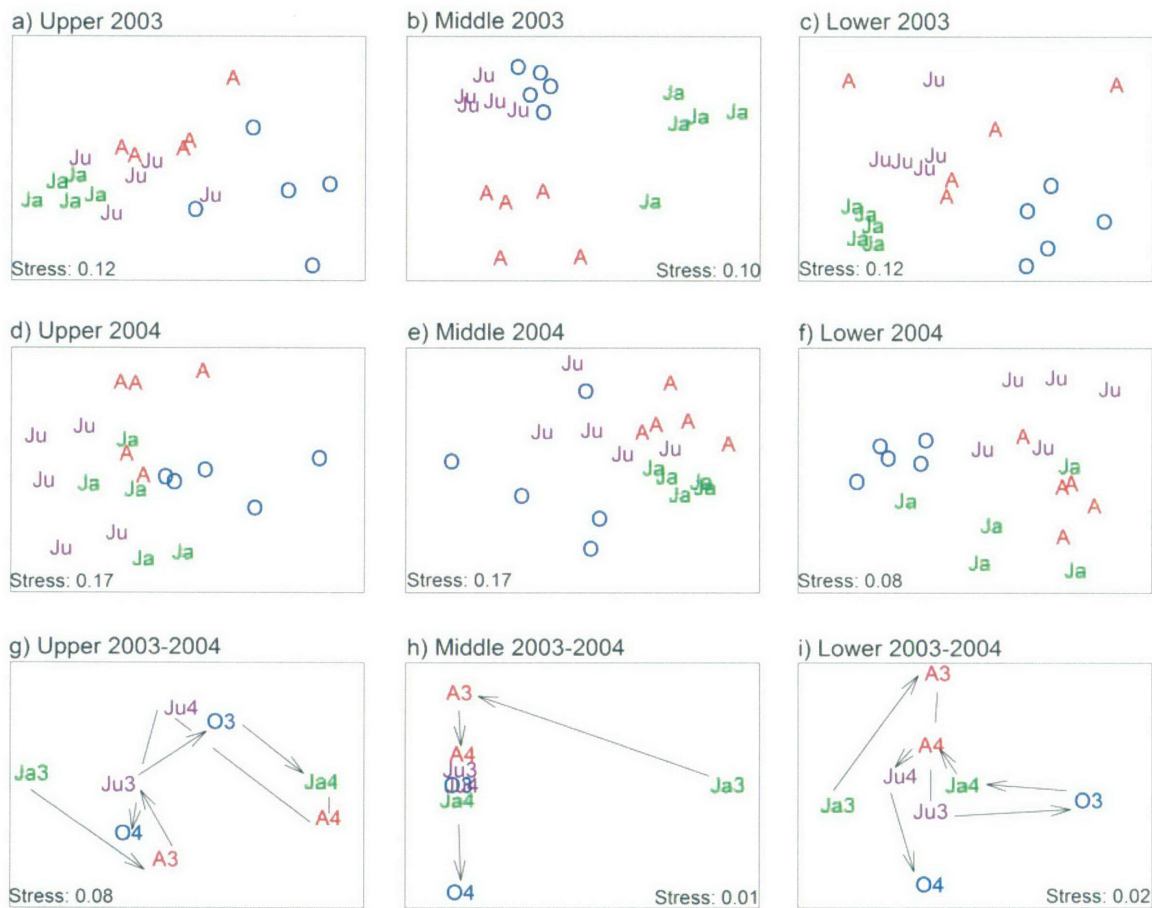 a) Upper 2003
A
O
A
A A A
Ju Ju
Ja Ju
Ja O
O
Ja Ju
Ja Ja
O
Ju
O
Stress: 0.12
b) Middle 2003
O
Ju O
O
Ju O Ja
Ju Ju
Ju O Ja
Ja Ja
A A
A Ja
A A
Stress: 0.10
c) Lower 2003
A Ju A
A
Ju Ju Ju
Ju
A O
A
Ja O
Ja O
Ja
Ja O
Ja
O
Stress: 0.12
d) Upper 2004
A A A
Ju Ju
Ja
A
O
Ju A O
Ja Ja O
O
Ju
Ju Ja Ja
Stress: 0.17
e) Middle 2004
Ju
O A
A
Ju Ju A A
A
Ju Ju
O
Ja
Ja Ja
O Ja Ja
O
O
Stress: 0.17
f) Lower 2004
Ju Ju Ju
O O A
O O Ju Ju
Ja
O A A
Ja A
Ja A
Ja Ja
Stress: 0.08
g) Upper 2003-2004
Ju4 O3
Ja3 Ju3 Ja4
O4 A4
A3
Stress: 0.08
h) Middle 2003-2004
A3
A4
Ju3
O3 Ju4 Ja3
Ja4
O4
Stress: 0.01
i) Lower 2003-2004
A3
A4
Ju4 Ja4
Ja3 Ju3 O3
O4
Stress: 0.02